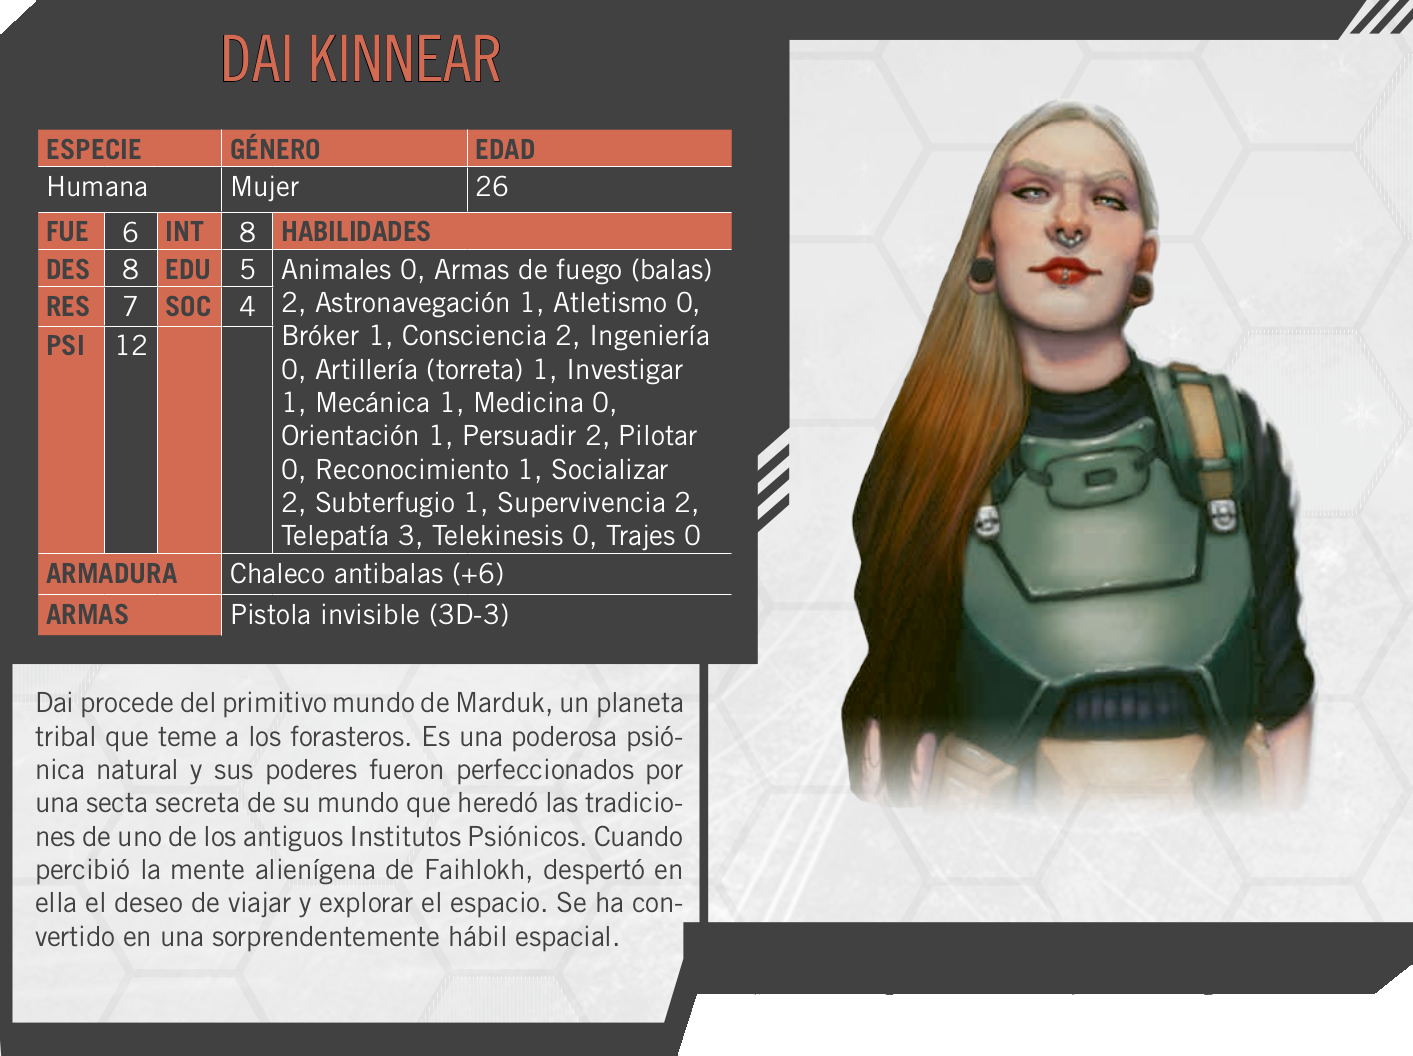 DAI KINNEAR
ESPECIE GÉNERO EDAD
Humana Mujer 26
FUE 6 INT 8 HABILIDADES
DES 8 EDU 5
RES 7 SOC 4
PSI 12
Animales 0, Armas de fuego (balas)
2, Astronavegación 1, Atletismo 0,
Bróker 1, Consciencia 2, Ingeniería
0, Artillería (torreta) 1, Investigar
1, Mecánica 1, Medicina 0,
Orientación 1, Persuadir 2, Pilotar
0, Reconocimiento 1, Socializar
2, Subterfugio 1, Supervivencia 2,
Telepatía 3, Telekinesis 0, Trajes 0
ARMADURA Chaleco antibalas (+6)
ARMAS Pistola invisible (3D-3)
Dai procede del primitivo mundo de Marduk, un planeta
tribal que teme a los forasteros. Es una poderosa psió-
nica natural y sus poderes fueron perfeccionados por
una secta secreta de su mundo que heredó las tradicio-
nes de uno de los antiguos Institutos Psiónicos. Cuando
percibió la mente alienígena de Faihlokh, despertó en
ella el deseo de viajar y explorar el espacio. Se ha con-
vertido en una sorprendentemente hábil espacial.